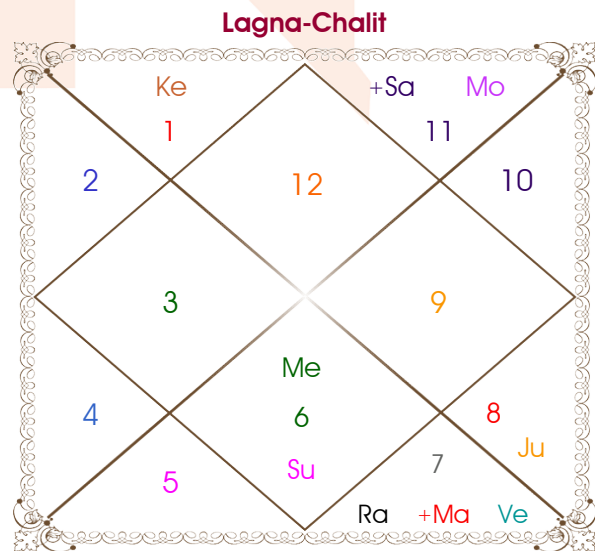 Lagna-Chalit
Ke +Sa Mo
1 11
2 12 10
3 9
Me
4 6 8
Ju
5 Su 7
Ra +Ma Ve